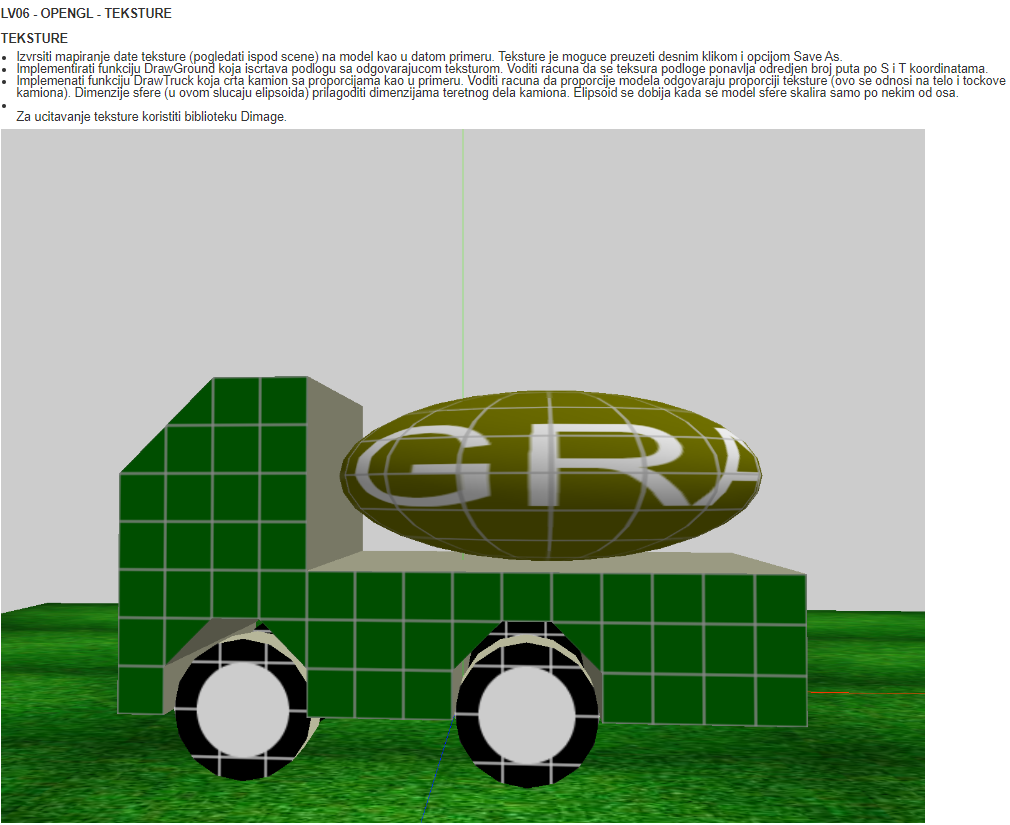 LV06 - OPENGL - TEKSTURE
TEKSTURE
Izvrsiti mapiranje date teksture (pogledati ispod scene) na model kao u datom primeru. Teksture je moguce preuzeti desnim klikom i opcijom Save As.
Implementirati funkciju DrawGround koja iscrtava podlogu sa odgovarajucom teksturom. Voditi racuna da se teksura podloge ponavlja odredjen broj puta po S i T koordinatama.
Implemenati funkciju DrawTruck koja crta kamion sa proporcijama kao u primeru. Voditi racuna da proporcije modela odgovaraju proporciji teksture (ovo se odnosi na telo i tockove
kamiona). Dimenzije sfere (u ovom slucaju elipsoida) prilagoditi dimenzijama teretnog dela kamiona. Elipsoid se dobija kada se model sfere skalira samo po nekim od osa.
Za ucitavanje teksture koristiti biblioteku Dimage.
GRA